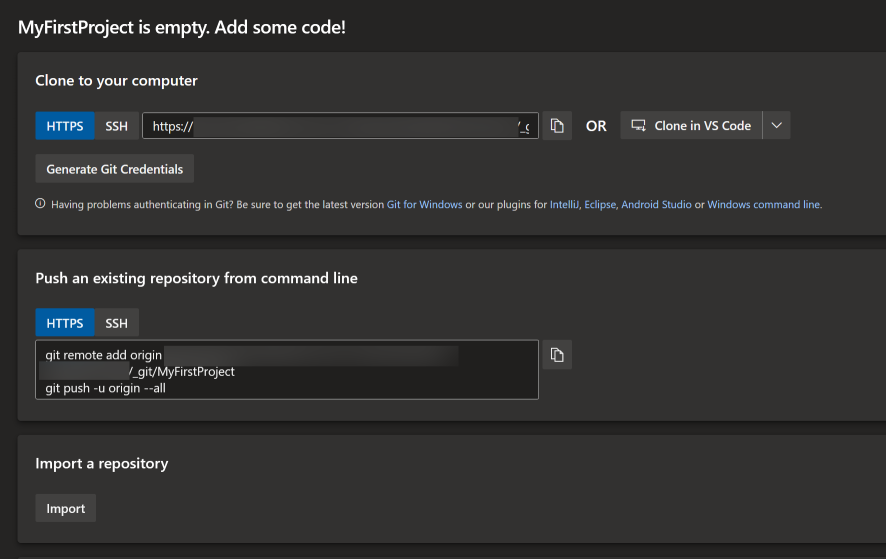 MyFirstProject is empty. Add some code!
Clone to your computer
HTTPS SSH https:// /_g OR Clone in VS Code
Generate Git Credentials
Having problems authenticating in Git? Be sure to get the latest version Git for Windows or our plugins for IntelliJ, Eclipse, Android Studio or Windows command line.
Push an existing repository from command line
HTTPS SSH
git remote add origin
/_git/MyFirstProject
git push -u origin --all
Import a repository
Import